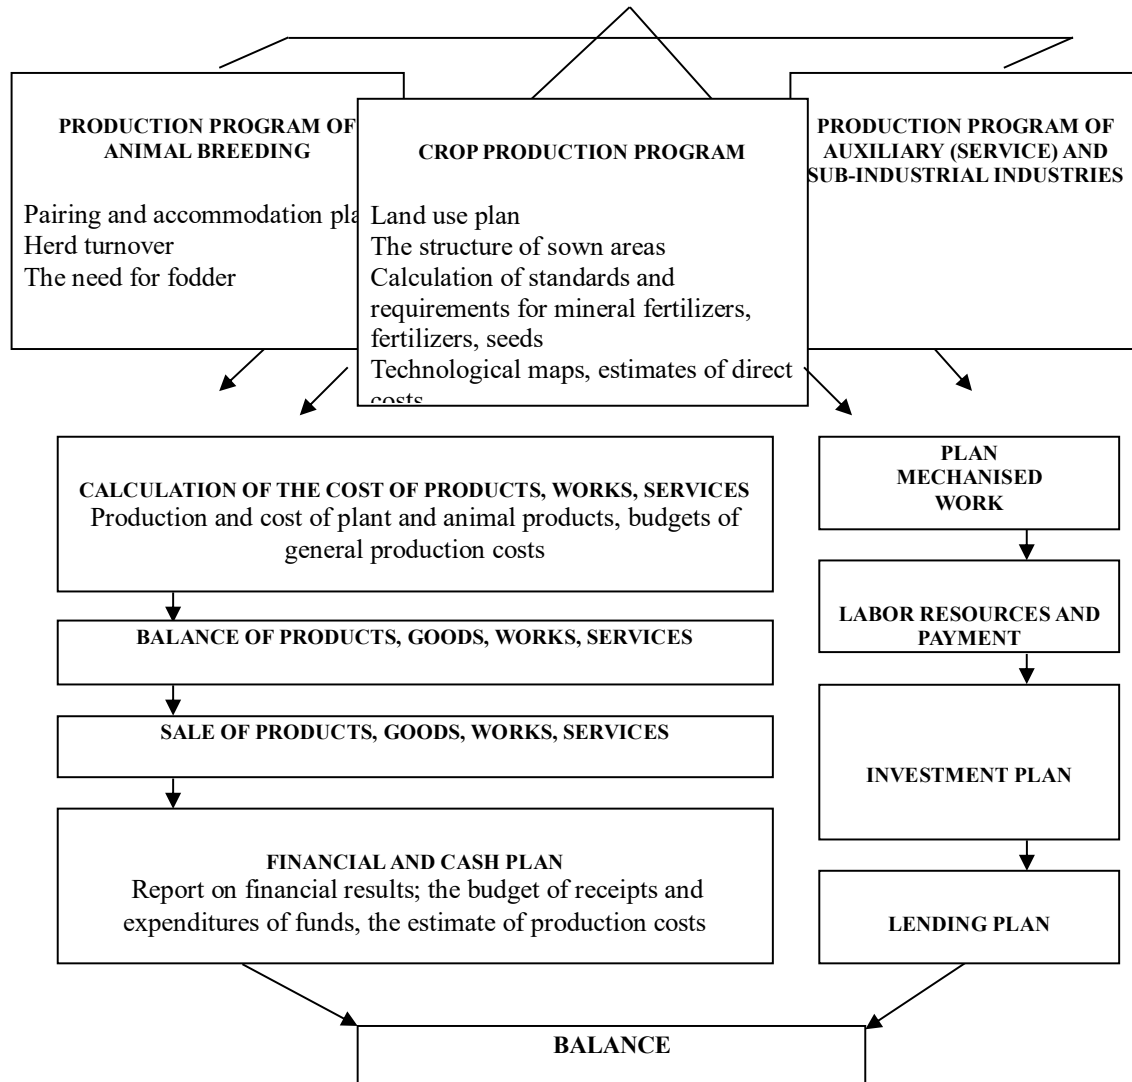 PRODUCTION PROGRAM OF
ANIMAL BREEDING
Pairing and accommodation
Herd turnover
The need for fodder
CROP PRODUCTION PROGRAM
Land use plan
The structure of sown areas
Calculation of standards and
requirements for mineral fertilizers,
fertilizers, seeds
Technological maps, estimates of direct
costs
PRODUCTION PROGRAM OF
AUXILIARY (SERVICE) AND
SUB-INDUSTRIAL INDUSTRIES
CALCULATION OF THE COST OF PRODUCTS, WORKS, SERVICES
Production and cost of plant and animal products, budgets of
general production costs
BALANCE OF PRODUCTS, GOODS, WORKS, SERVICES
SALE OF PRODUCTS, GOODS, WORKS, SERVICES
FINANCIAL AND CASH PLAN
Report on financial results; the budget of receipts and
expenditures of funds, the estimate of production costs
PLAN
MECHANISED
WORK
LABOR RESOURCES AND
PAYMENT
INVESTMENT PLAN
LENDING PLAN
BALANCE